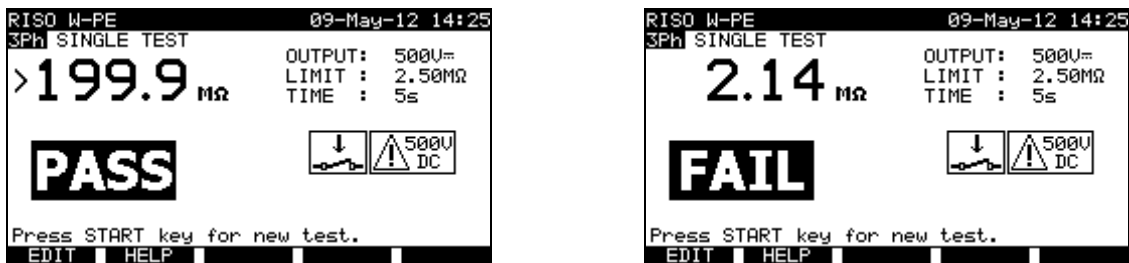 RISO W-PE 09-May-12 14:25
3Ph SINGLE TEST
>199.9 MΩ
OUTPUT: 500V⎓
LIMIT : 2.50MΩ
TIME : 5s
500V
DC
PASS
Press START key for new test.
EDIT HELP
RISO W-PE 09-May-12 14:25
3Ph SINGLE TEST
2.14 MΩ
OUTPUT: 500V⎓
LIMIT : 2.50MΩ
TIME : 5s
500V
DC
FAIL
Press START key for new test.
EDIT HELP